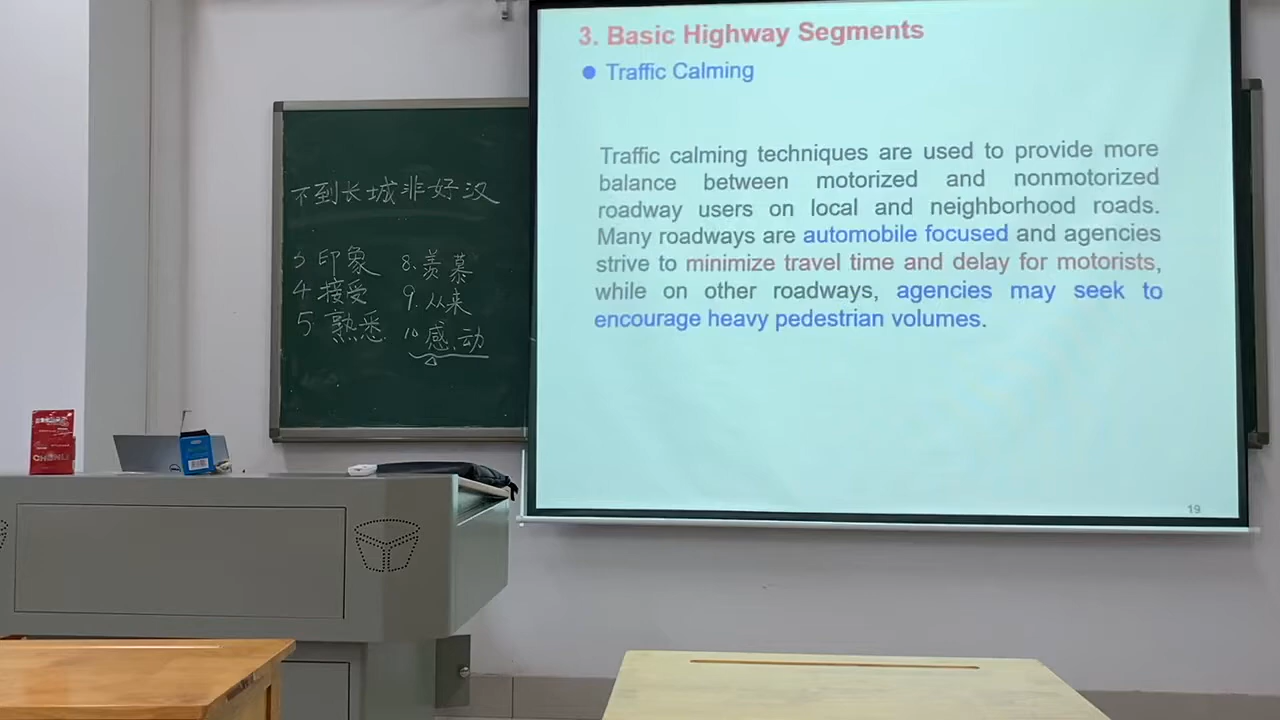 不到长城非好汉
3 印象
4 接受
5 熟悉
8. 羡慕
9. 从来
10 感动
3. Basic Highway Segments
Traffic Calming
Traffic calming techniques are used to provide more
balance between motorized and nonmotorized
roadway users on local and neighborhood roads.
Many roadways are automobile focused and agencies
strive to minimize travel time and delay for motorists,
while on other roadways, agencies may seek to
encourage heavy pedestrian volumes.
19